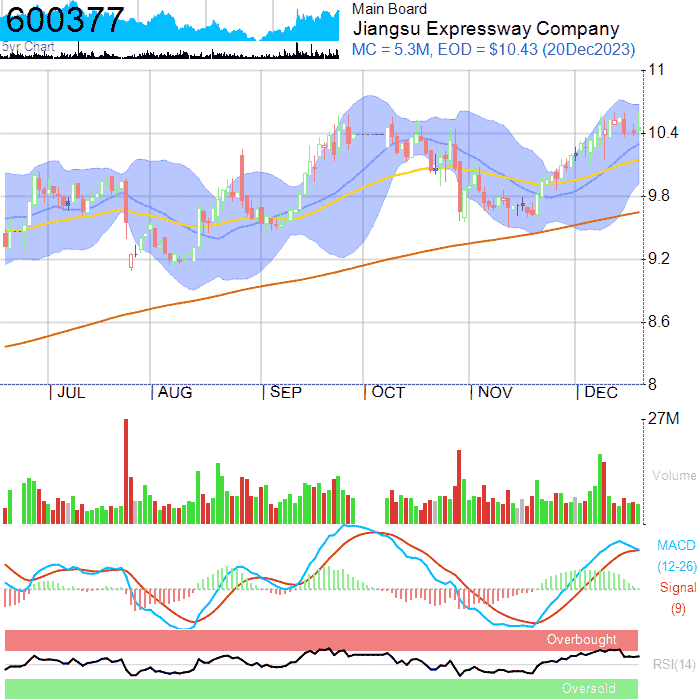 600377
5yr Chart
Main Board
Jiangsu Expressway Company
MC = 5.3M, EOD = $10.43 (20Dec2023)
11
10.4
9.8
9.2
8.6
8
JUL
AUG
SEP
OCT
NOV
DEC
27M
Volume
MACD
(12-26)
Signal
(9)
Overbought
RSI(14)
Oversold